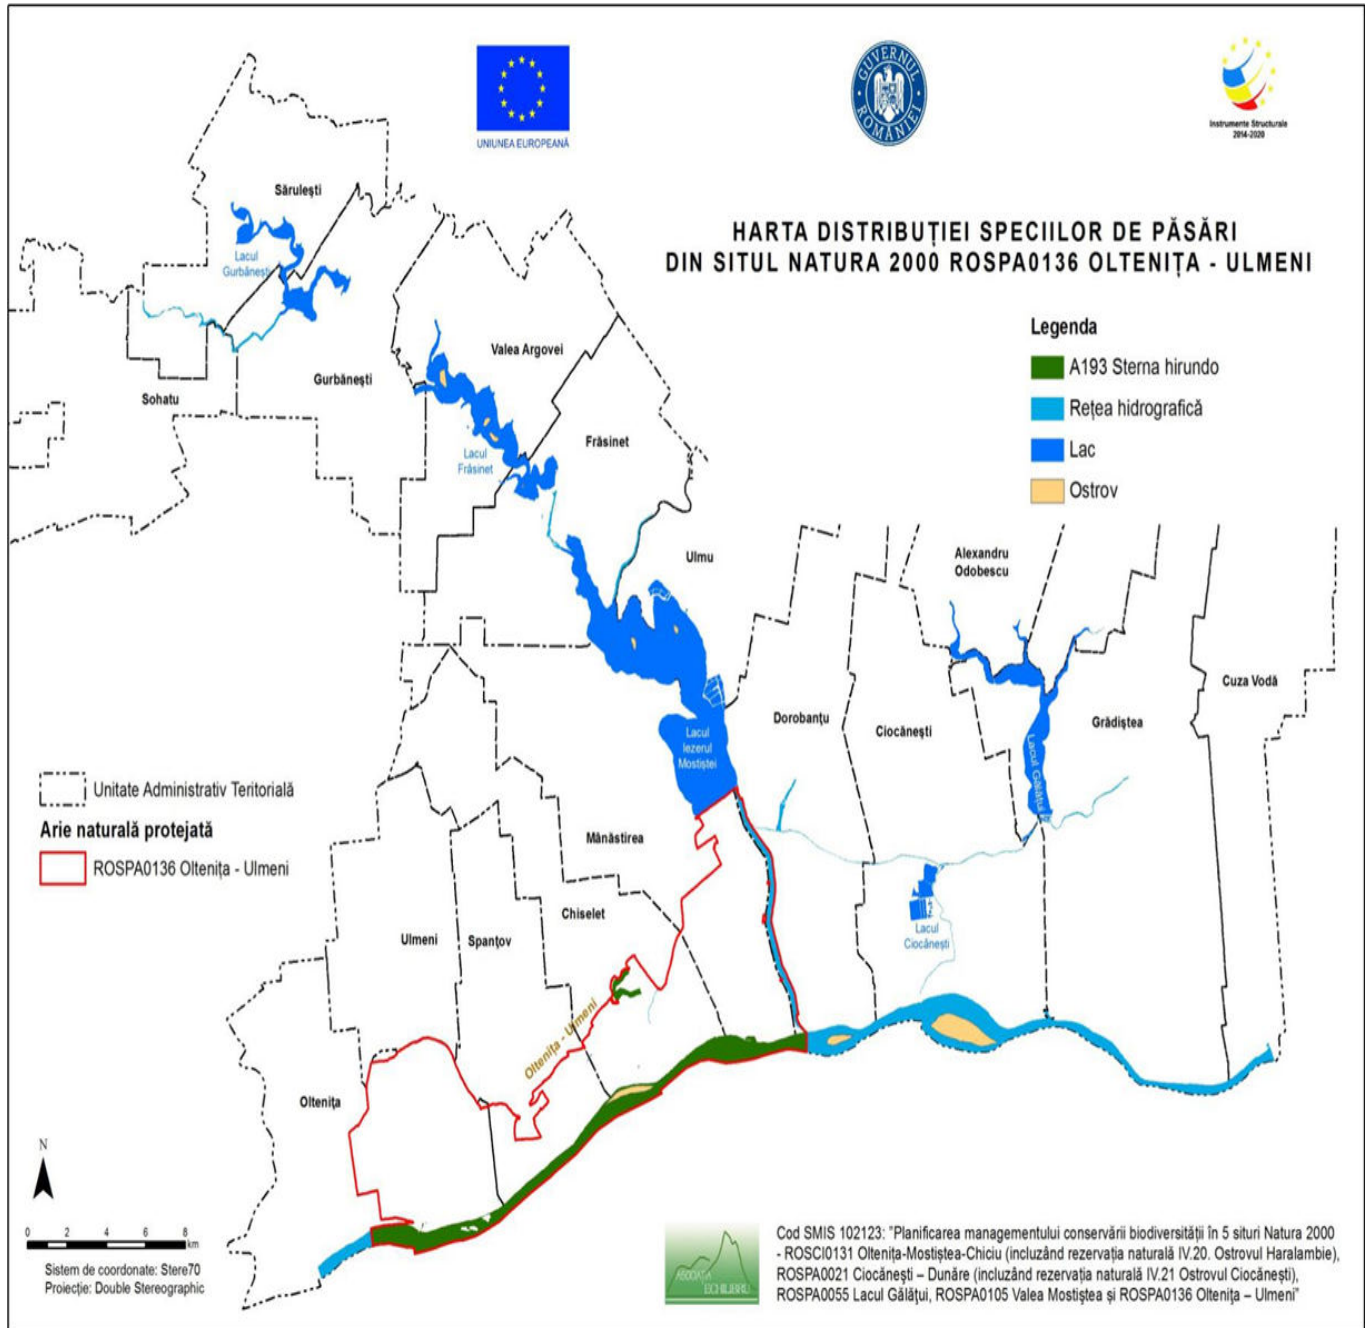 UNIUNEA EUROPEANĂ
GUVERNUL ROMÂNIEI
Instrumente Structurale
2014-2020
HARTA DISTRIBUȚIEI SPECIILOR DE PĂSĂRI
DIN SITUL NATURA 2000 ROSPA0136 OLTENIȚA - ULMENI
Legenda
A193 Sterna hirundo
Rețea hidrografică
Lac
Ostrov
Sărulești
Lacul
Gurbănești
Valea Argovei
Gurbănești
Sohatu
Frăsinet
Lacul
Frăsinet
Ulmu
Alexandru
Odobescu
Cuza Vodă
Dorobanțu
Ciocănești
Grădiștea
Lacul
Iezerul
Mostiștei
Lacul Gălățui
Unitate Administrativ Teritorială
Arie naturală protejată
ROSPA0136 Oltenița - Ulmeni
Mănăstirea
Chiselet
Ulmeni
Spanțov
Lacul
Ciocănești
Oltenița - Ulmeni
Oltenița
N
0 2 4 6 8
km
Sistem de coordonate: Stere70
Proiecție: Double Stereographic
ASOCIAȚIA
ECHILIBRU
Cod SMIS 102123: "Planificarea managementului conservării biodiversității în 5 situri Natura 2000
- ROSCI0131 Oltenița-Mostiștea-Chiciu (incluzând rezervația naturală IV.20. Ostrovul Haralambie),
ROSPA0021 Ciocănești – Dunăre (incluzând rezervația naturală IV.21 Ostrovul Ciocănești),
ROSPA0055 Lacul Gălățui, ROSPA0105 Valea Mostiștea și ROSPA0136 Oltenița – Ulmeni"